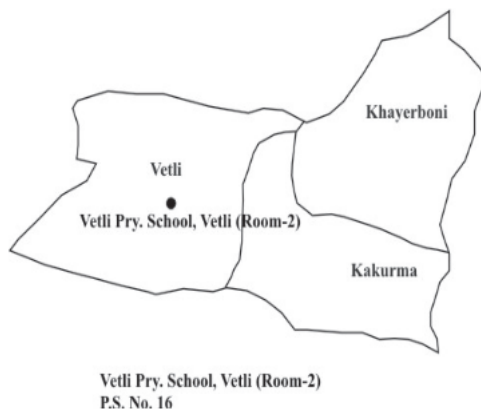 Khayerboni
Vetli
Vetli Pry. School, Vetli (Room-2)
Kakurma
Vetli Pry. School, Vetli (Room-2)
P.S. No. 16